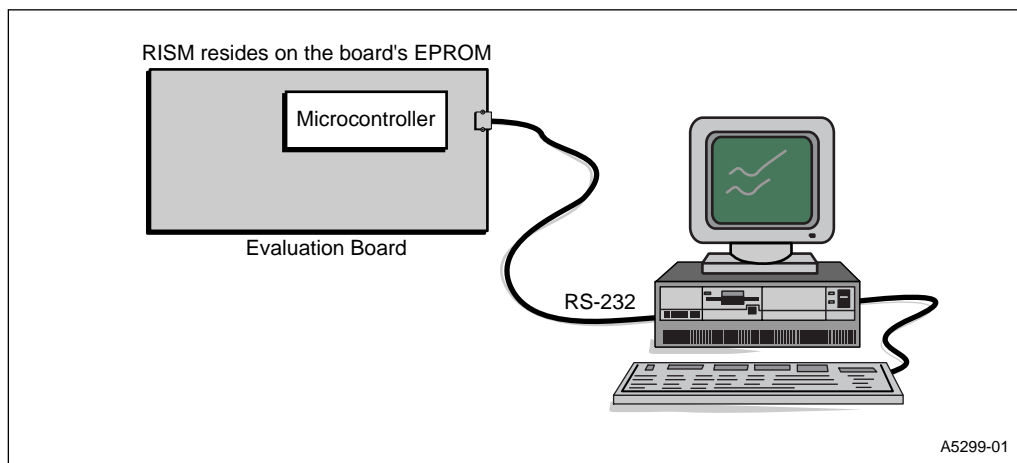 RISM resides on the board's EPROM
Microcontroller
Evaluation Board
RS-232
A5299-01